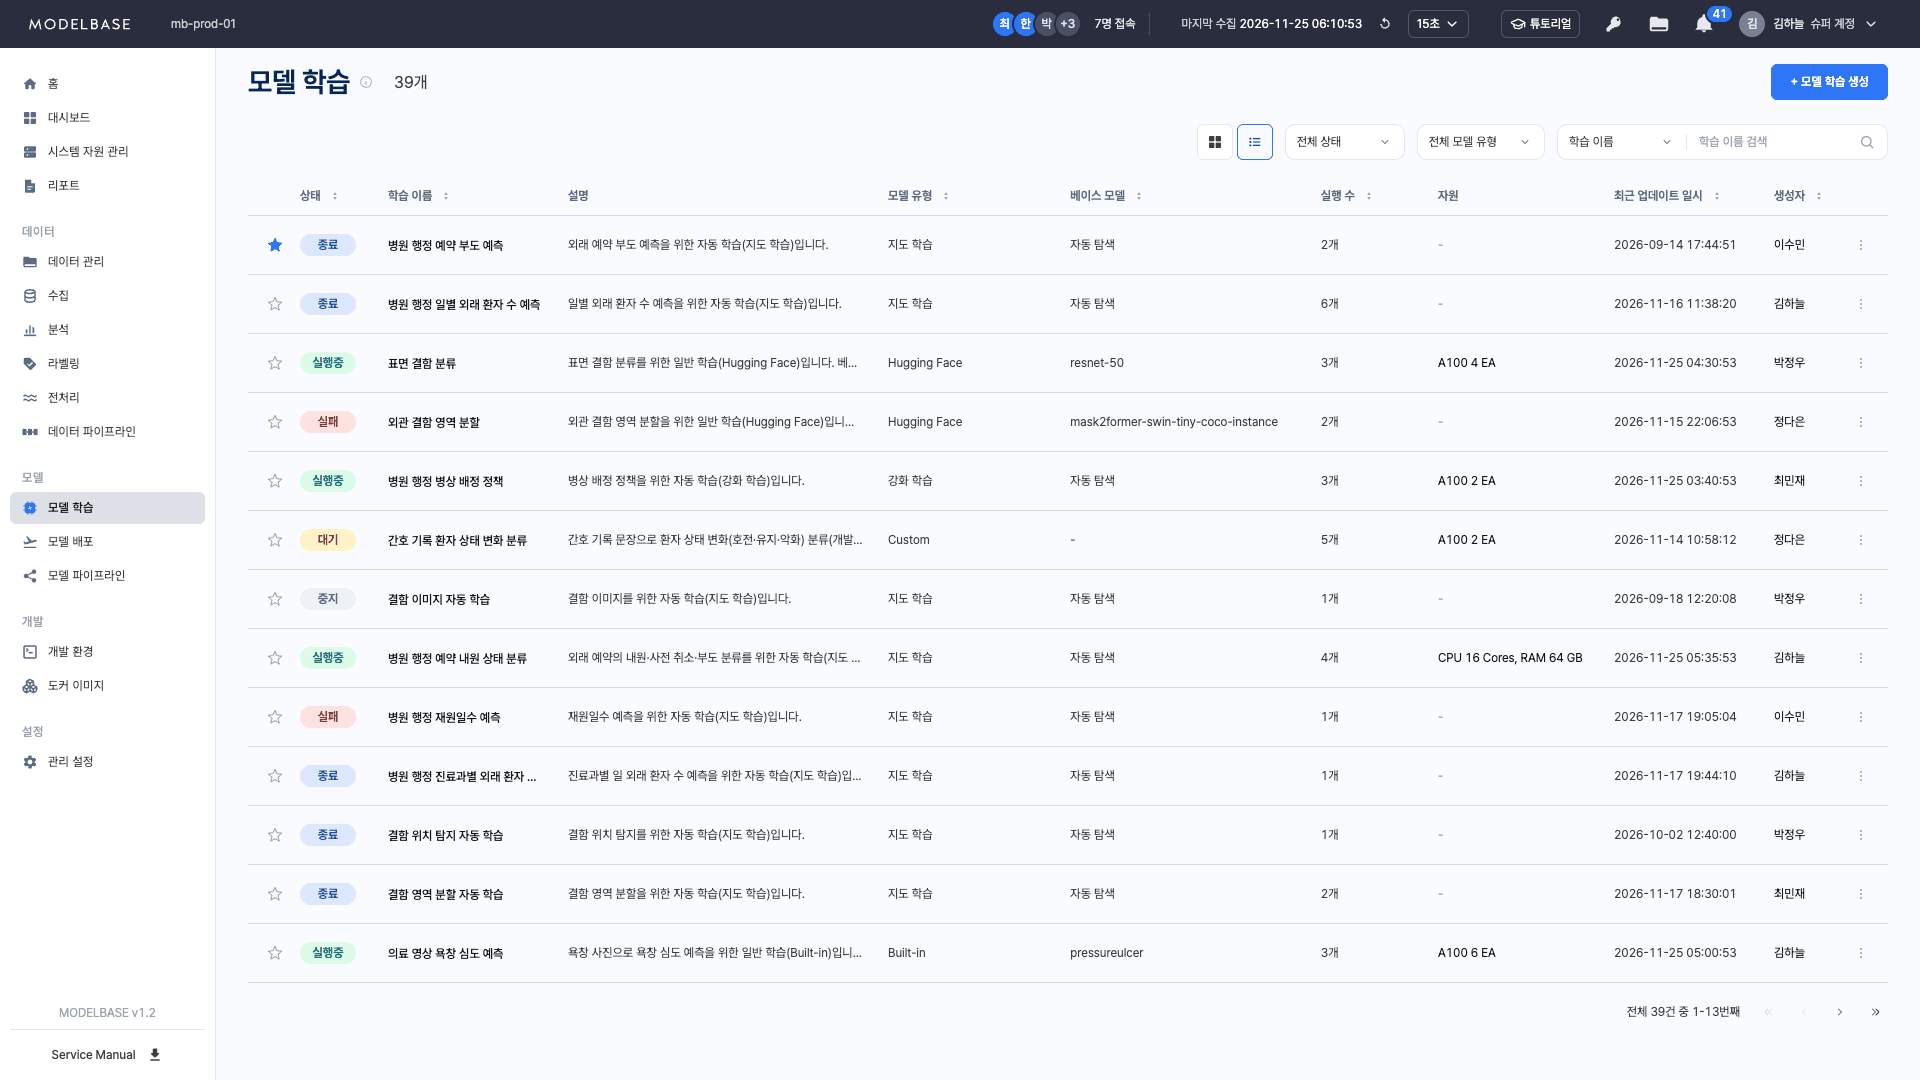 MODELBASE
mb-prod-01
최 한 박 +3 7명 접속
마지막 수집 2026-11-25 06:10:53
15초
튜토리얼
41
김 김하늘 슈퍼 계정
홈
대시보드
시스템 자원 관리
리포트
데이터
데이터 관리
수집
분석
라벨링
전처리
데이터 파이프라인
모델
모델 학습
모델 배포
모델 파이프라인
개발
개발 환경
도커 이미지
설정
관리 설정
MODELBASE v1.2
Service Manual
모델 학습 39개
+ 모델 학습 생성
전체 상태 전체 모델 유형 학습 이름 학습 이름 검색
상태 학습 이름 설명 모델 유형 베이스 모델 실행 수 자원 최근 업데이트 일시 생성자
종료 병원 행정 예약 부도 예측 외래 예약 부도 예측을 위한 자동 학습(지도 학습)입니다. 지도 학습 자동 탐색 2개 - 2026-09-14 17:44:51 이수민
종료 병원 행정 일별 외래 환자 수 예측 일별 외래 환자 수 예측을 위한 자동 학습(지도 학습)입니다. 지도 학습 자동 탐색 6개 - 2026-11-16 11:38:20 김하늘
실행중 표면 결함 분류 표면 결함 분류를 위한 일반 학습(Hugging Face)입니다. 베... Hugging Face resnet-50 3개 A100 4 EA 2026-11-25 04:30:53 박정우
실패 외관 결함 영역 분할 외관 결함 영역 분할을 위한 일반 학습(Hugging Face)입니... Hugging Face mask2former-swin-tiny-coco-instance 2개 - 2026-11-15 22:06:53 정다은
실행중 병원 행정 병상 배정 정책 병상 배정 정책을 위한 자동 학습(강화 학습)입니다. 강화 학습 자동 탐색 3개 A100 2 EA 2026-11-25 03:40:53 최민재
대기 간호 기록 환자 상태 변화 분류 간호 기록 문장으로 환자 상태 변화(호전·유지·악화) 분류(개발... Custom - 5개 A100 2 EA 2026-11-14 10:58:12 정다은
중지 결함 이미지 자동 학습 결함 이미지를 위한 자동 학습(지도 학습)입니다. 지도 학습 자동 탐색 1개 - 2026-09-18 12:20:08 박정우
실행중 병원 행정 예약 내원 상태 분류 외래 예약의 내원·사전 취소·부도 분류를 위한 자동 학습(지도 ... 지도 학습 자동 탐색 4개 CPU 16 Cores, RAM 64 GB 2026-11-25 05:35:53 김하늘
실패 병원 행정 재원일수 예측 재원일수 예측을 위한 자동 학습(지도 학습)입니다. 지도 학습 자동 탐색 1개 - 2026-11-17 19:05:04 이수민
종료 병원 행정 진료과별 외래 환자 ... 진료과별 일 외래 환자 수 예측을 위한 자동 학습(지도 학습)입... 지도 학습 자동 탐색 1개 - 2026-11-17 19:44:10 김하늘
종료 결함 위치 탐지 자동 학습 결함 위치 탐지를 위한 자동 학습(지도 학습)입니다. 지도 학습 자동 탐색 1개 - 2026-10-02 12:40:00 박정우
종료 결함 영역 분할 자동 학습 결함 영역 분할을 위한 자동 학습(지도 학습)입니다. 지도 학습 자동 탐색 2개 - 2026-11-17 18:30:01 최민재
실행중 의료 영상 욕창 심도 예측 욕창 사진으로 욕창 심도 예측을 위한 일반 학습(Built-in)입니... Built-in pressureulcer 3개 A100 6 EA 2026-11-25 05:00:53 김하늘
전체 39건 중 1-13번째